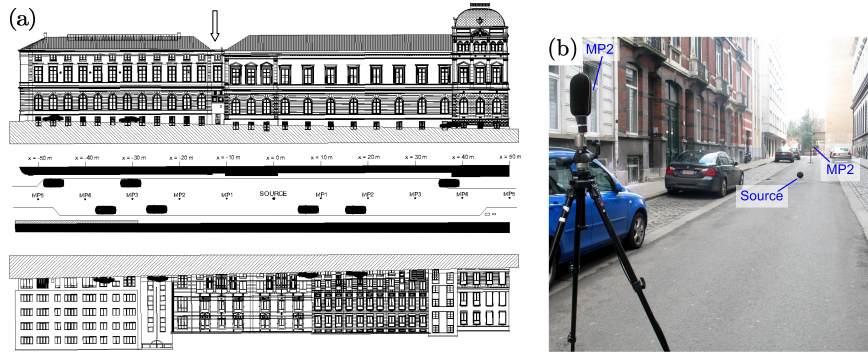 (a)
x = -50 m x = -40 m x = -30 m x = -20 m x = -10 m x = 0 m x = 10 m x = 20 m x = 30 m x = 40 m x = 50 m
MP5 MP4 MP3 MP2 MP1 SOURCE MP1 MP2 MP3 MP4 MP5
(b)
MP2
MP2
Source